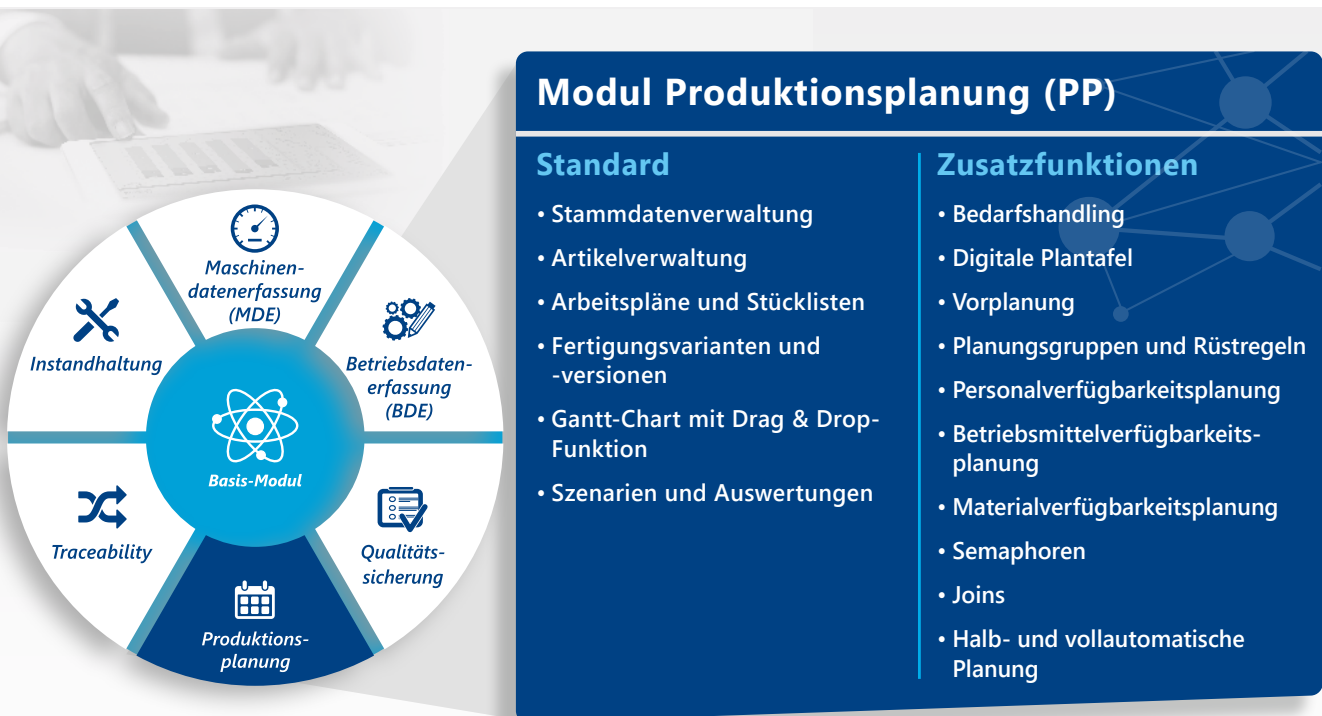 Modul Produktionsplanung (PP)
Standard
• Stammdatenverwaltung
• Artikelverwaltung
• Arbeitspläne und Stücklisten
• Fertigungsvarianten und
-versionen
• Gantt-Chart mit Drag & Drop-
Funktion
• Szenarien und Auswertungen
Zusatzfunktionen
• Bedarfshandling
• Digitale Plantafel
• Vorplanung
• Planungsgruppen und Rüstregeln
• Personalverfügbarkeitsplanung
• Betriebsmittelverfügbarkeits-
planung
• Materialverfügbarkeitsplanung
• Semaphoren
• Joins
• Halb- und vollautomatische
Planung
Maschinen-
datenerfassung
(MDE)
Betriebsdaten-
erfassung
(BDE)
Qualitäts-
sicherung
Produktions-
planung
Traceability
Instandhaltung
Basis-Modul